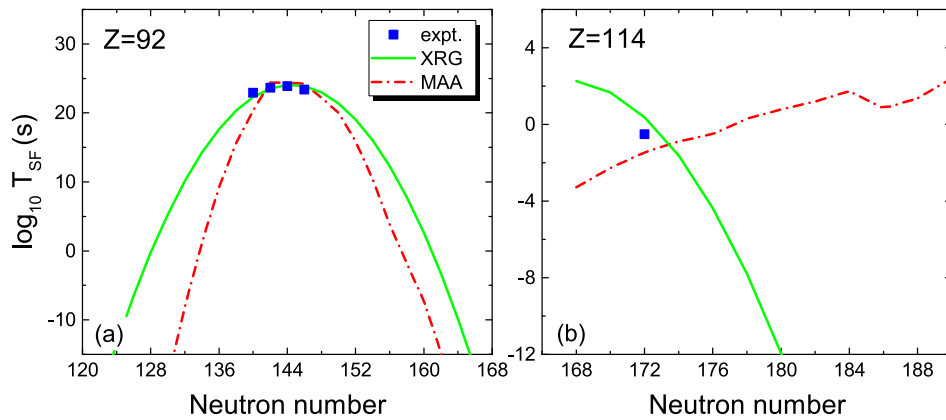 Z=92
expt.
XRG
MAA
30
20
10
0
-10
log₁₀ T_SF (s)
(a)
120 128 136 144 152 160 168
Neutron number
Z=114
4
0
-4
-8
-12
(b)
168 172 176 180 184 188
Neutron number